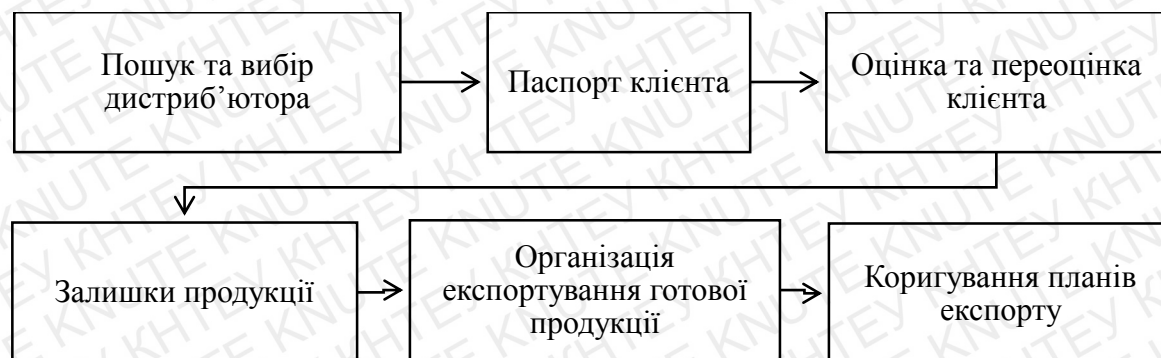 Пошук та вибір
дистриб’ютора
Паспорт клієнта
Оцінка та переоцінка
клієнта
Залишки продукції
Організація
експортування готової
продукції
Коригування планів
експорту